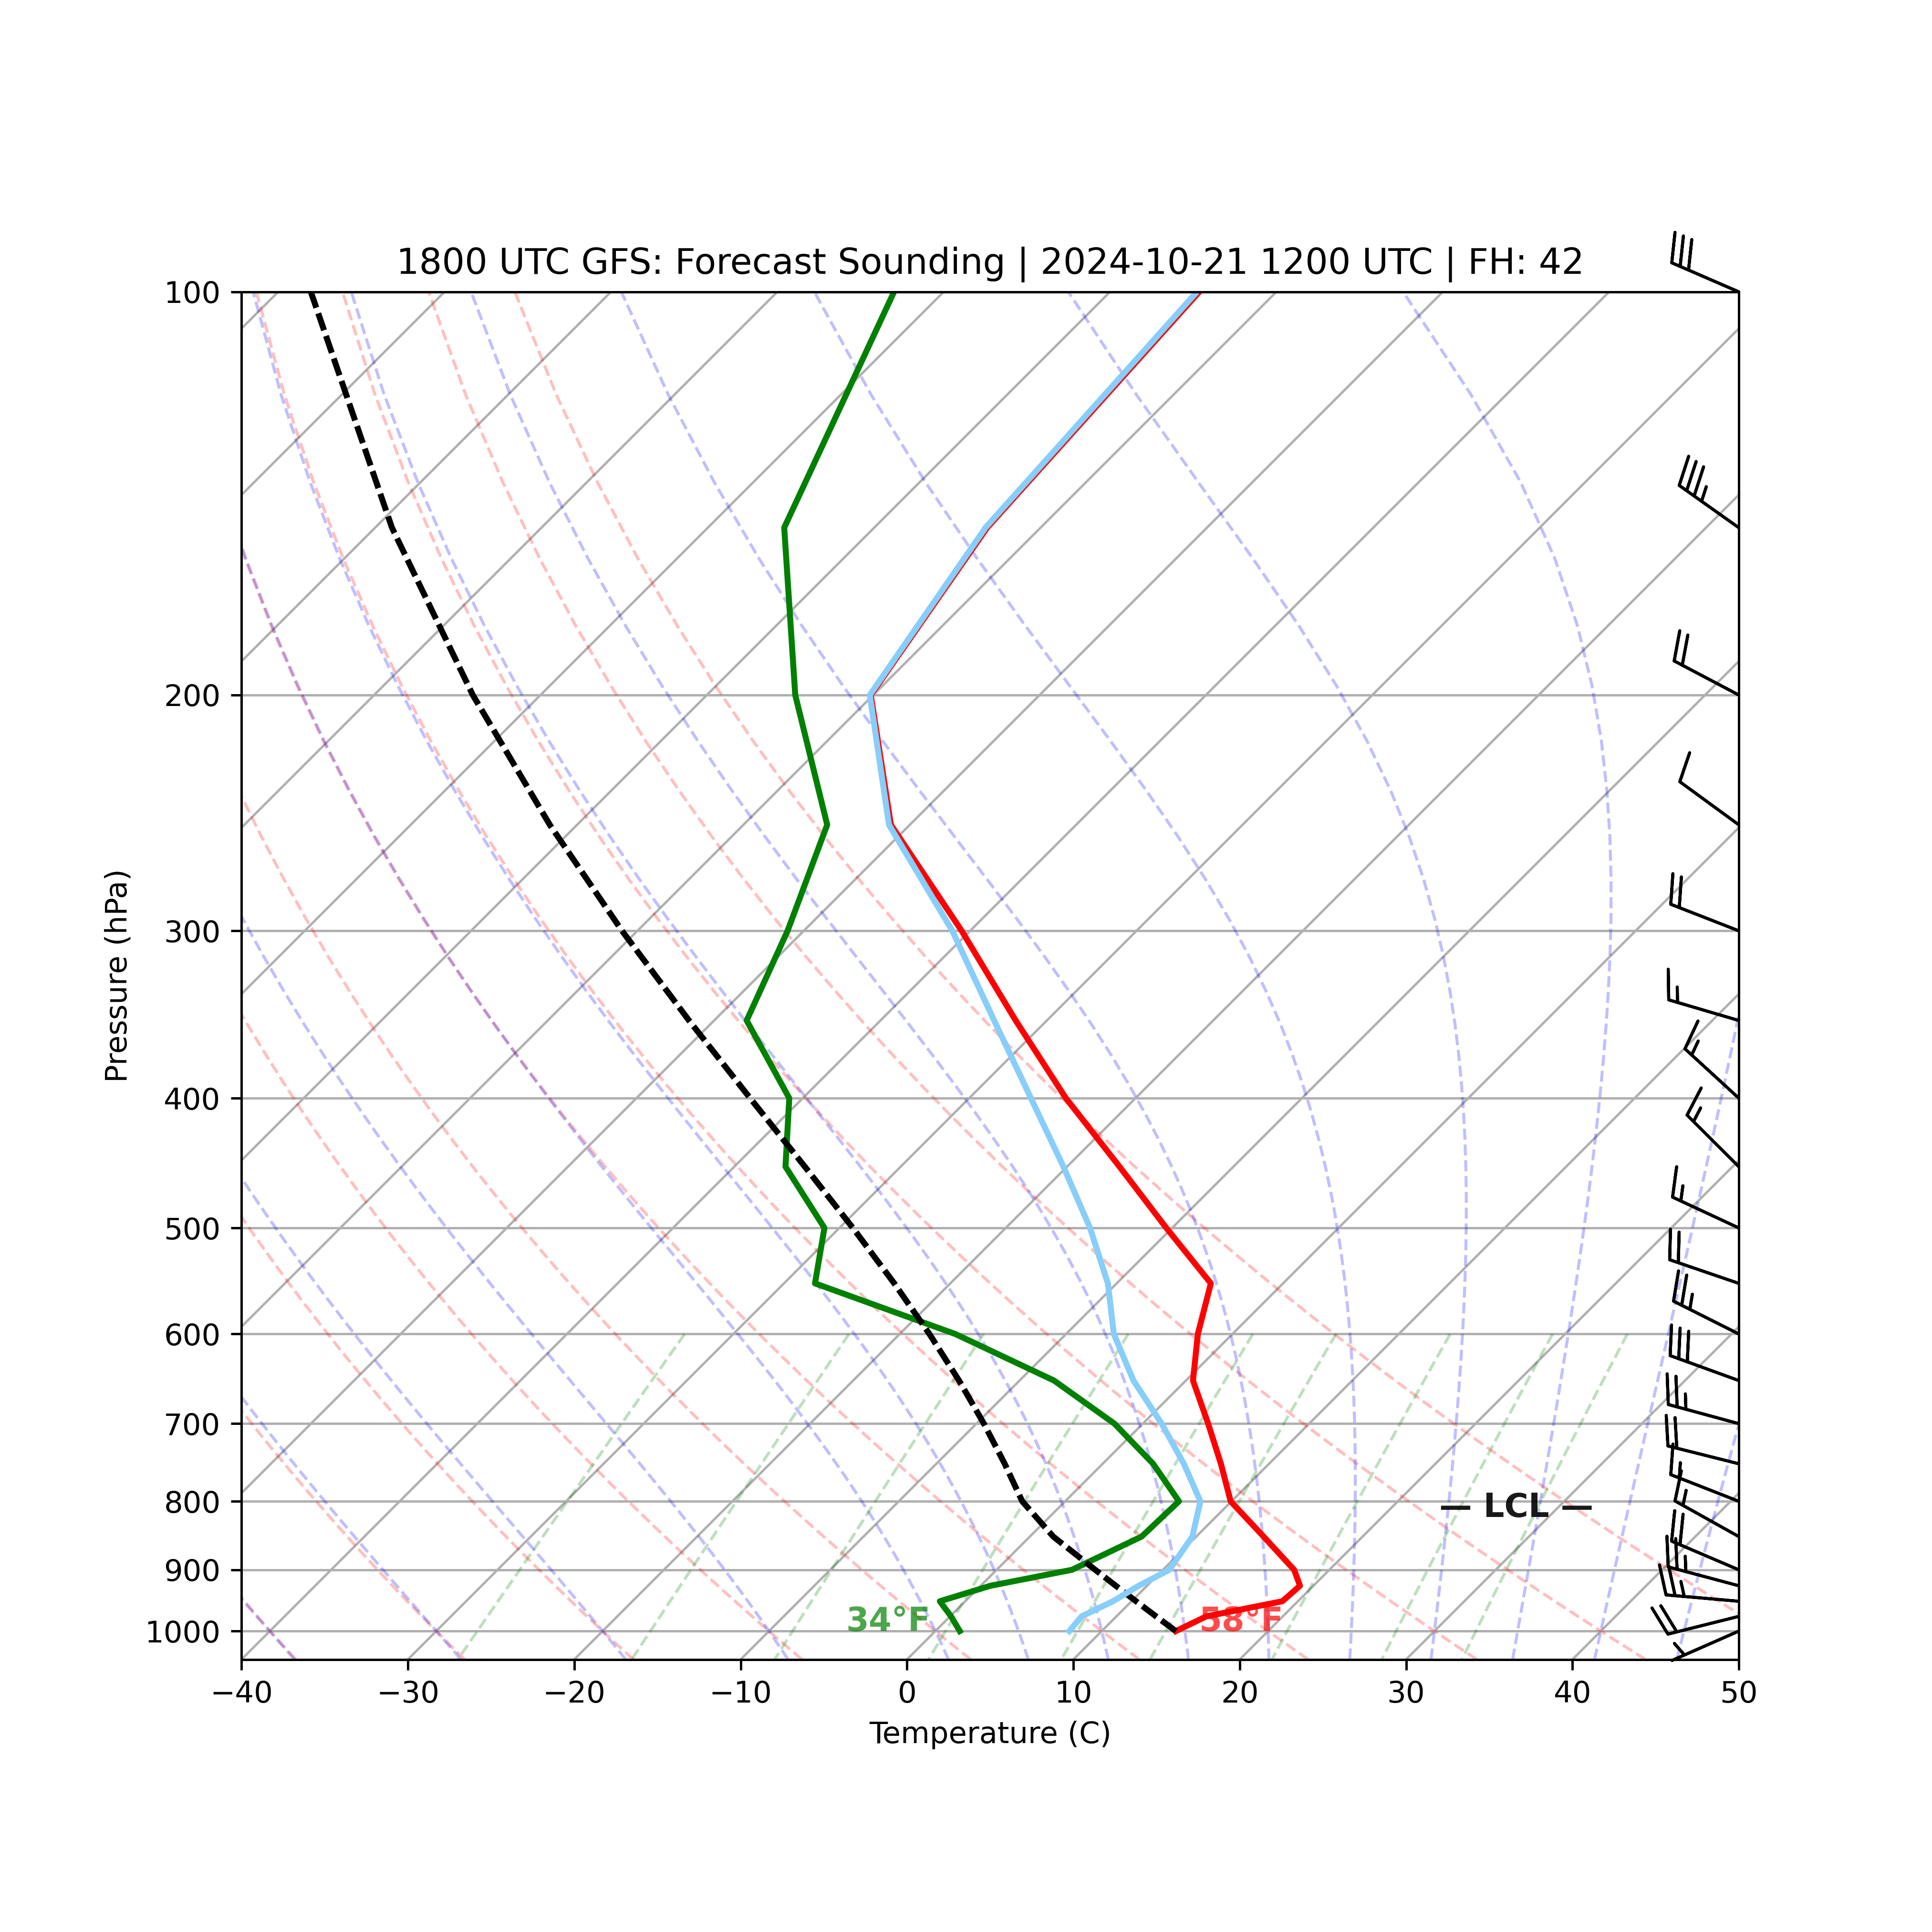 1800 UTC GFS: Forecast Sounding | 2024-10-21 1200 UTC | FH: 42
100
200
300
400
500
600
700
800
900
1000
Pressure (hPa)
— LCL —
34°F
58°F
−40 −30 −20 −10 0 10 20 30 40 50
Temperature (C)